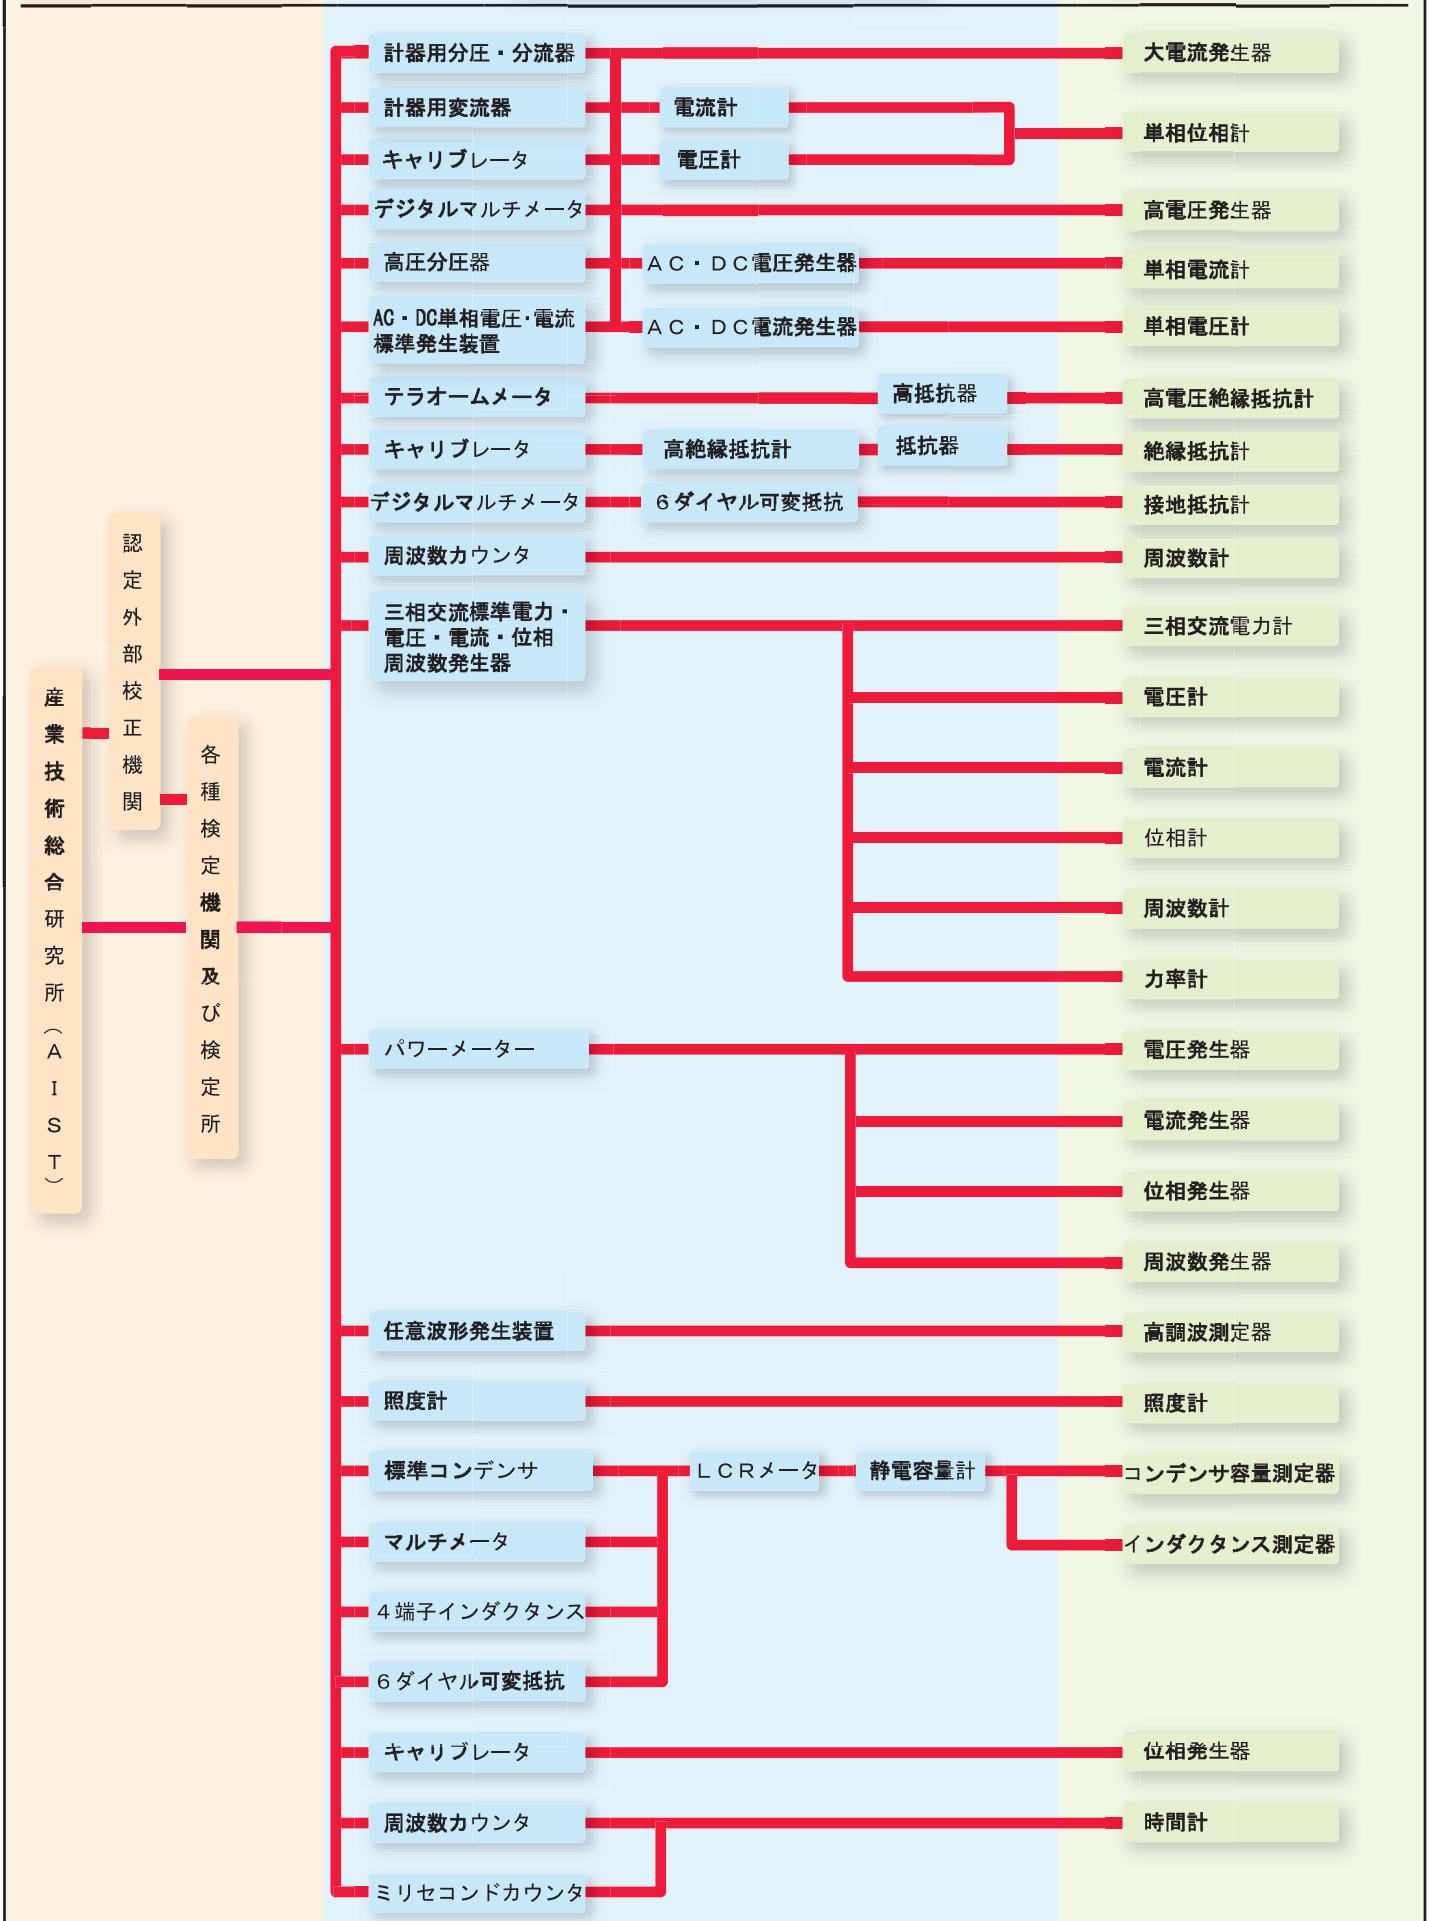 産業技術総合研究所（ＡＩＳＴ）
認定外部校正機関
各種検定機関及び検定所
計器用分圧・分流器
大電流発生器
計器用変流器
電流計
単相位相計
キャリブレータ
電圧計
デジタルマルチメータ
高電圧発生器
高圧分圧器
ＡＣ・ＤＣ電圧発生器
単相電流計
AC・DC単相電圧・電流
標準発生装置
ＡＣ・ＤＣ電流発生器
単相電圧計
テラオームメータ
高抵抗器
高電圧絶縁抵抗計
キャリブレータ
高絶縁抵抗計
抵抗器
絶縁抵抗計
デジタルマルチメータ
６ダイヤル可変抵抗
接地抵抗計
周波数カウンタ
周波数計
三相交流標準電力・
電圧・電流・位相
周波数発生器
三相交流電力計
電圧計
電流計
位相計
周波数計
力率計
パワーメーター
電圧発生器
電流発生器
位相発生器
周波数発生器
任意波形発生装置
高調波測定器
照度計
照度計
標準コンデンサ
ＬＣＲメータ
静電容量計
コンデンサ容量測定器
マルチメータ
インダクタンス測定器
４端子インダクタンス
６ダイヤル可変抵抗
キャリブレータ
位相発生器
周波数カウンタ
時間計
ミリセコンドカウンタ